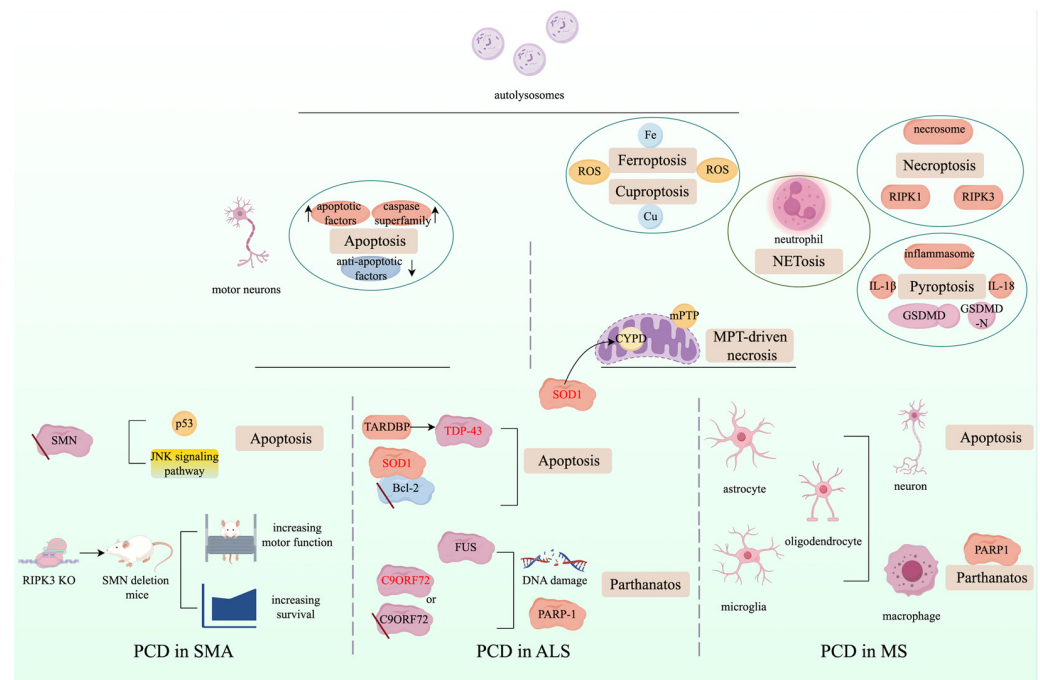 autolysosomes
Fe
ROS
Ferroptosis
ROS
Cuproptosis
Cu
necrosome
Necroptosis
RIPK1
RIPK3
motor neurons
apoptotic
factors
caspase
superfamily
Apoptosis
anti-apoptotic
factors
neutrophil
NETosis
inflammasome
IL-1β
Pyroptosis
IL-18
GSDMD
GSDMD
-N
mPTP
CYPD
MPT-driven
necrosis
SOD1
SMN
p53
JNK signaling
pathway
Apoptosis
RIPK3 KO
SMN deletion
mice
increasing
motor function
increasing
survival
PCD in SMA
TARDBP
TDP-43
SOD1
Bcl-2
Apoptosis
FUS
C9ORF72
or
C9ORF72
DNA damage
PARP-1
Parthanatos
PCD in ALS
astrocyte
oligodendrocyte
microglia
neuron
Apoptosis
macrophage
PARP1
Parthanatos
PCD in MS